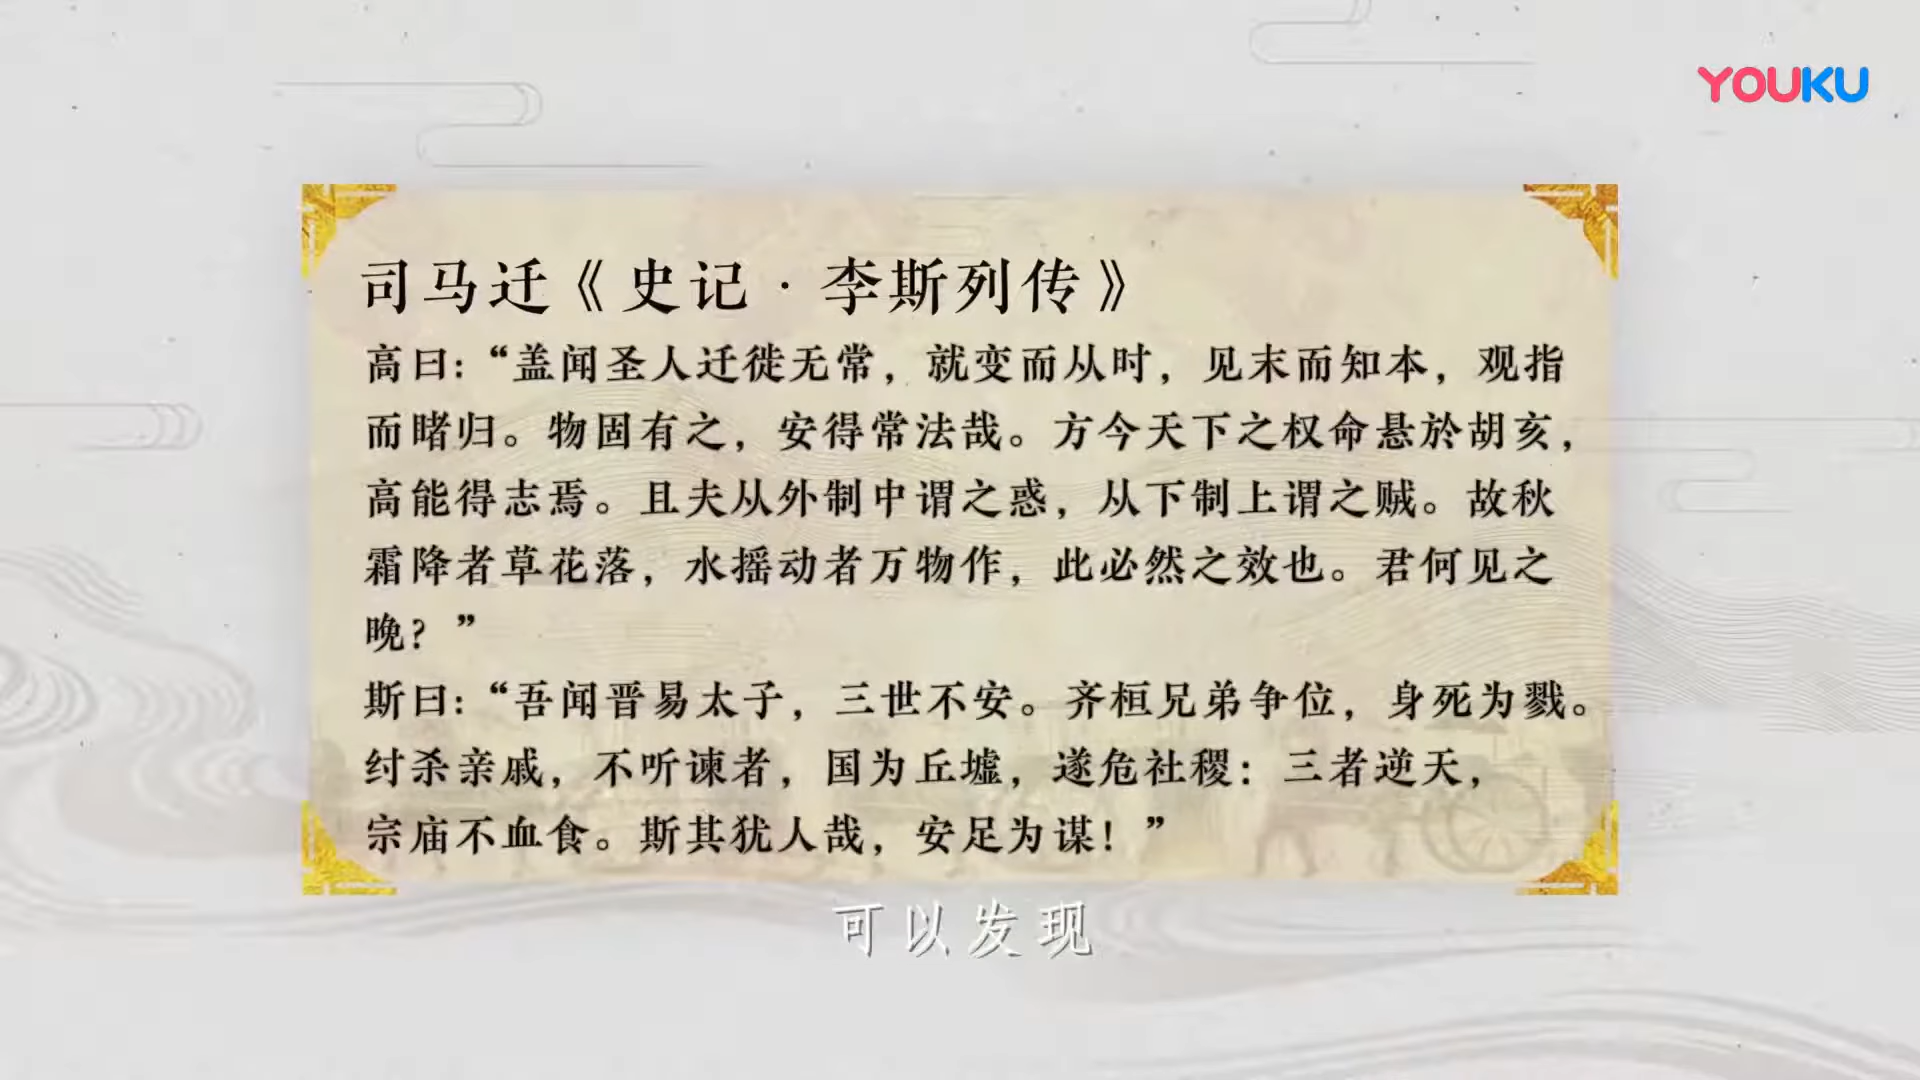 YOUKU
司马迁《史记·李斯列传》
高曰：“盖闻圣人迁徙无常，就变而从时，见末而知本，观指
而睹归。物固有之，安得常法哉。方今天下之权命悬於胡亥，
高能得志焉。且夫从外制中谓之惑，从下制上谓之贼。故秋
霜降者草花落，水摇动者万物作，此必然之效也。君何见之
晚？”
斯曰：“吾闻晋易太子，三世不安。齐桓兄弟争位，身死为戮。
纣杀亲戚，不听谏者，国为丘墟，遂危社稷：三者逆天，
宗庙不血食。斯其犹人哉，安足为谋！”
可以发现